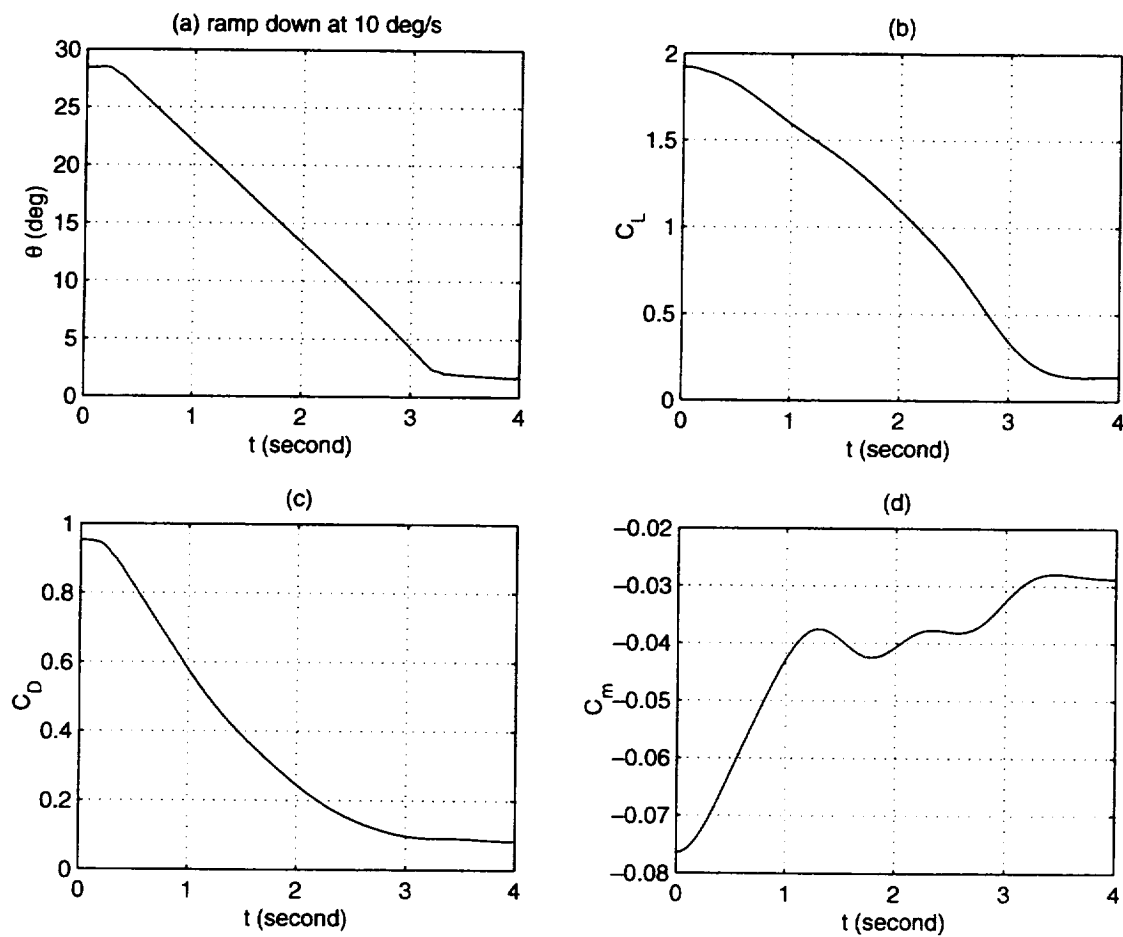 (a) ramp down at 10 deg/s
30
25
20
15
10
5
0
θ (deg)
0 1 2 3 4
t (second)
(b)
2
1.5
1
0.5
0
C_L
0 1 2 3 4
t (second)
(c)
1
0.8
0.6
0.4
0.2
0
C_D
0 1 2 3 4
t (second)
(d)
−0.02
−0.03
−0.04
−0.05
−0.06
−0.07
−0.08
C_m
0 1 2 3 4
t (second)